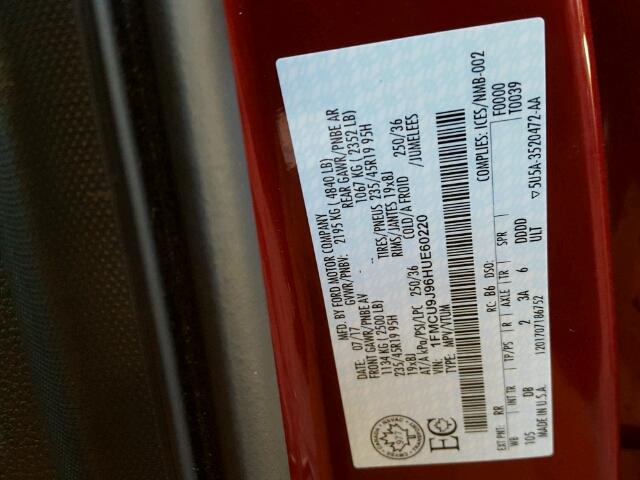 MFD. BY FORD MOTOR COMPANY
DATE: 07/17 GVWR/PNBV: 2195 KG ( 4840 LB)
FRONT GAWR/PNBE AV REAR GAWR/PNBE AR
1134 KG ( 2500 LB) 1067 KG ( 2352 LB)
235/45R19 95H TIRES/PNEUS 235/45R19 95H
19x8J RIMS/JANTES 19x8J
AT/A kPa/PSI/LPC 250/36 COLD/A FROID 250/36
VIN: 1FMCU9J96HUE60220 /JUMELEES
TYPE: MPV/VTUM
COMPLIES: ICES/NMB-002
EXT PNT: RR RC: B6 DSO: F0000
WB INT TR TP/PS R AXLE TR SPR T0039
105 DB 2 3A 6 DDDD
MADE IN U.S.A. 1201707186752 ULT 5U5A-3520472-AA
EC